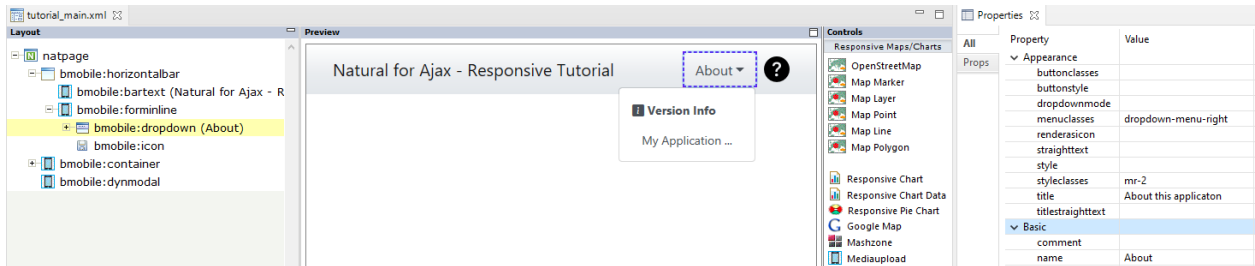 tutorial_main.xml
Layout
natpage
bmobile:horizontalbar
bmobile:bartext (Natural for Ajax - R
bmobile:forminline
bmobile:dropdown (About)
bmobile:icon
bmobile:container
bmobile:dynmodal
Preview
Natural for Ajax - Responsive Tutorial
About
?
i Version Info
My Application ...
Controls
Responsive Maps/Charts
OpenStreetMap
Map Marker
Map Layer
Map Point
Map Line
Map Polygon
Responsive Chart
Responsive Chart Data
Responsive Pie Chart
Google Map
Mashzone
Mediaupload
Properties
All
Props
Property Value
Appearance
buttonclasses
buttonstyle
dropdownmode
menuclasses dropdown-menu-right
renderasicon
straighttext
style
styleclasses mr-2
title About this applicaton
titlestraighttext
Basic
comment
name About